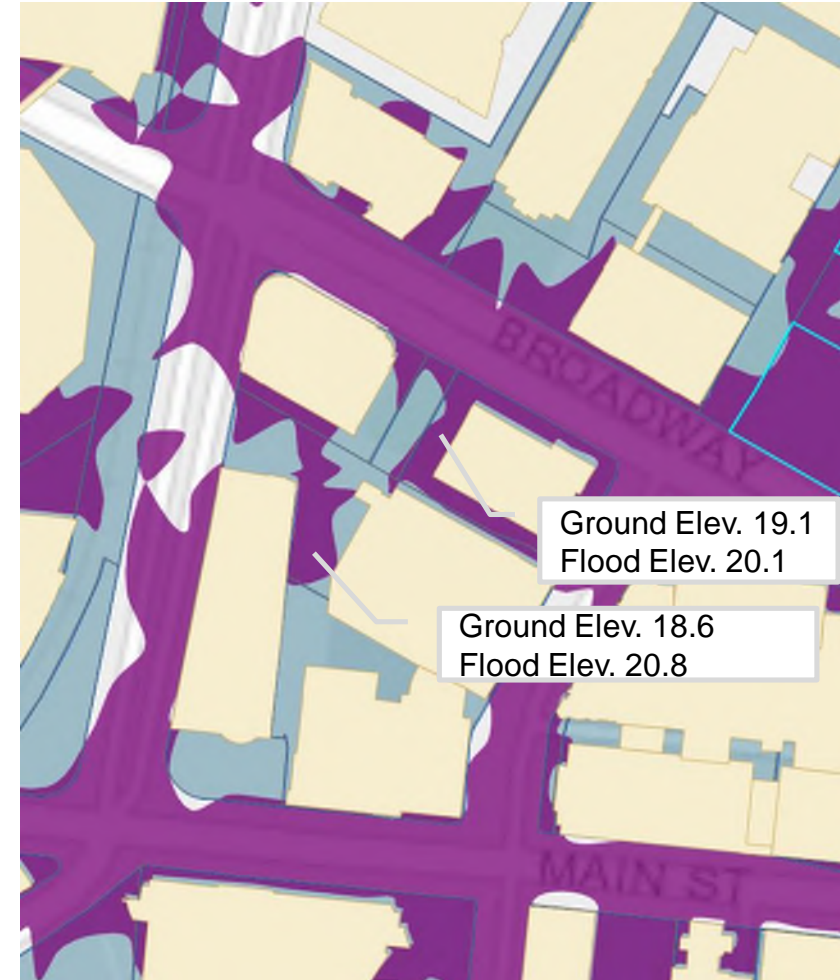 BROADWAY
Ground Elev. 19.1
Flood Elev. 20.1
Ground Elev. 18.6
Flood Elev. 20.8
MAIN ST